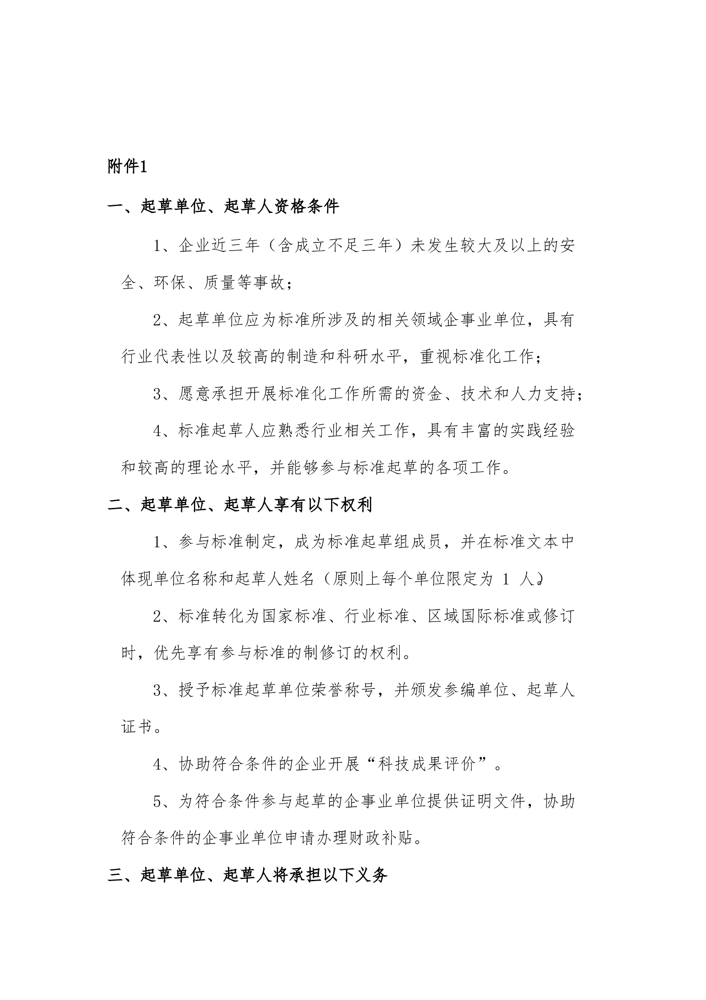 附件1
一、起草单位、起草人资格条件
1、企业近三年（含成立不足三年）未发生较大及以上的安
全、环保、质量等事故；
2、起草单位应为标准所涉及的相关领域企事业单位，具有
行业代表性以及较高的制造和科研水平，重视标准化工作；
3、愿意承担开展标准化工作所需的资金、技术和人力支持；
4、标准起草人应熟悉行业相关工作，具有丰富的实践经验
和较高的理论水平，并能够参与标准起草的各项工作。
二、起草单位、起草人享有以下权利
1、参与标准制定，成为标准起草组成员，并在标准文本中
体现单位名称和起草人姓名（原则上每个单位限定为 1 人）。
2、标准转化为国家标准、行业标准、区域国际标准或修订
时，优先享有参与标准的制修订的权利。
3、授予标准起草单位荣誉称号，并颁发参编单位、起草人
证书。
4、协助符合条件的企业开展“科技成果评价”。
5、为符合条件参与起草的企事业单位提供证明文件，协助
符合条件的企事业单位申请办理财政补贴。
三、起草单位、起草人将承担以下义务